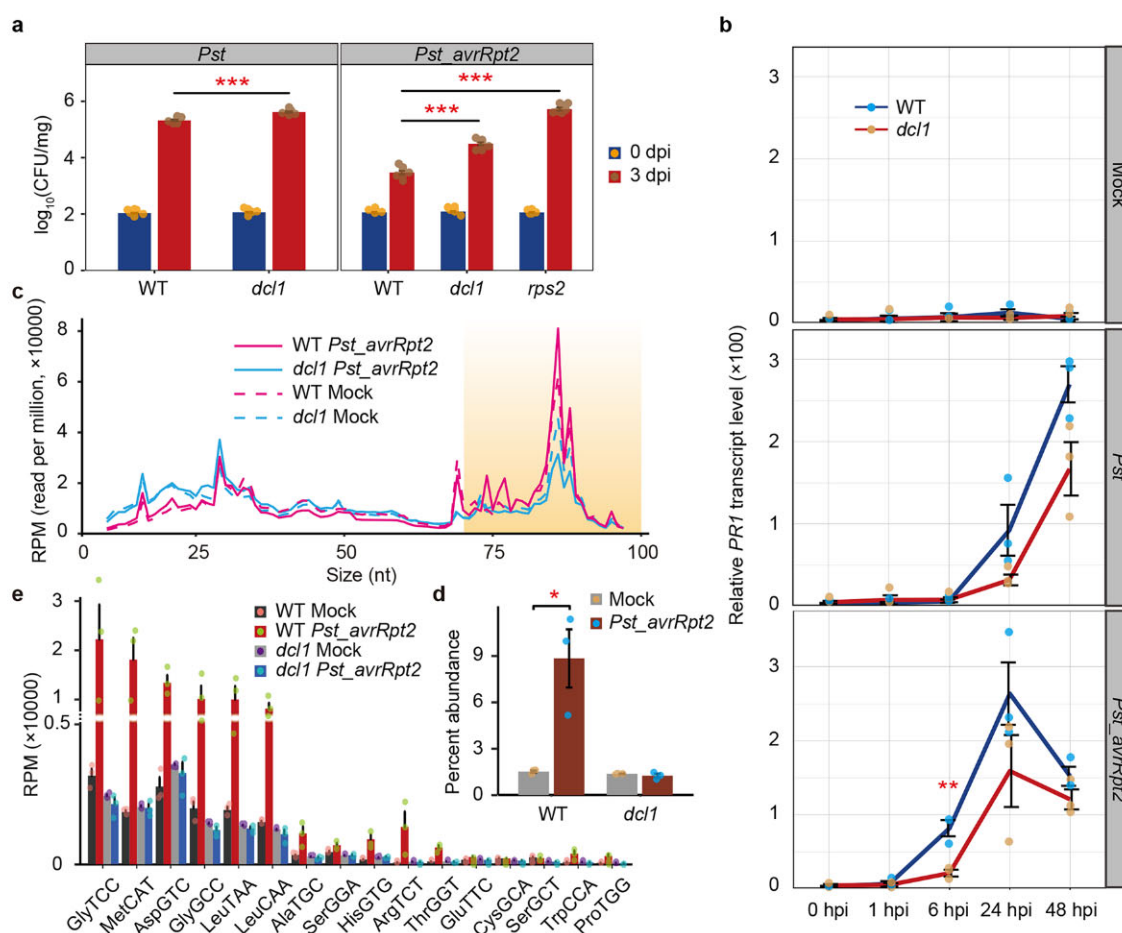 a
Pst
Pst_avrRpt2
***
***
***
log10(CFU/mg)
6
4
2
0
0 dpi
3 dpi
WT
dcl1
WT
dcl1
rps2
b
3
2
1
0
WT
dcl1
Mock
3
2
1
0
Pst
3
2
1
0
**
Pst_avrRpt2
Relative PR1 transcript level (×100)
0 hpi
1 hpi
6 hpi
24 hpi
48 hpi
c
RPM (read per million, ×10000)
8
6
4
2
0
WT Pst_avrRpt2
dcl1 Pst_avrRpt2
WT Mock
dcl1 Mock
0
25
50
75
100
Size (nt)
d
Percent abundance
9
6
3
0
Mock
Pst_avrRpt2
*
WT
dcl1
e
RPM (×10000)
3
2
1
0.5
0
WT Mock
WT Pst_avrRpt2
dcl1 Mock
dcl1 Pst_avrRpt2
GlyTCC
MetCAT
AspGTC
GlyGCC
LeuTAA
LeuCAA
AlaTGC
SerGGA
HisGTG
ArgTCT
ThrGGT
GluTTC
CysGCA
SerGCT
TrpCCA
ProTGG